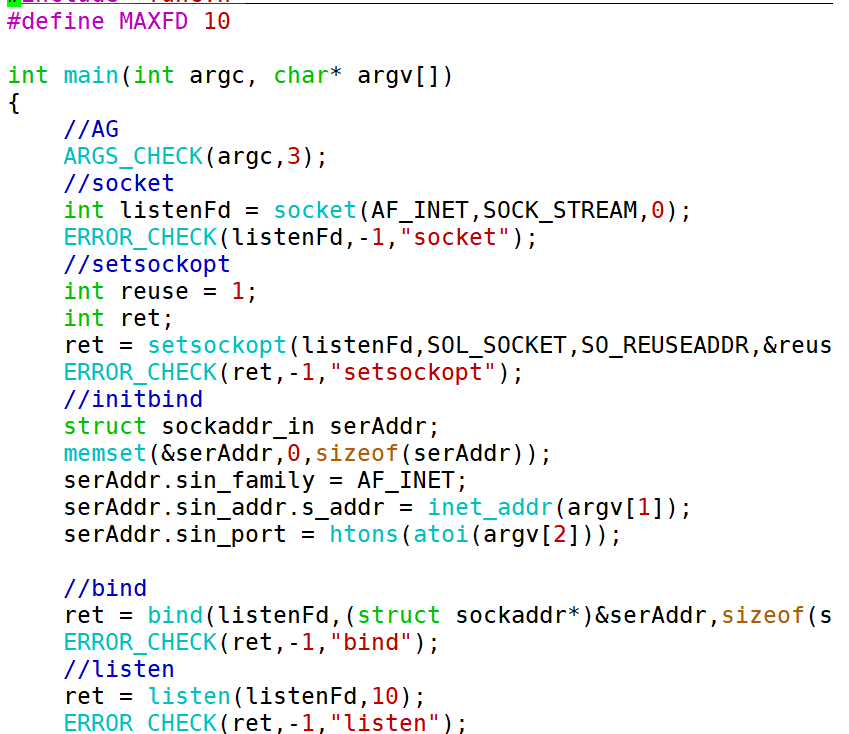 #define MAXFD 10
int main(int argc, char* argv[])
{
//AG
ARGS_CHECK(argc,3);
//socket
int listenFd = socket(AF_INET,SOCK_STREAM,0);
ERROR_CHECK(listenFd,-1,"socket");
//setsockopt
int reuse = 1;
int ret;
ret = setsockopt(listenFd,SOL_SOCKET,SO_REUSEADDR,&reus
ERROR_CHECK(ret,-1,"setsockopt");
//initbind
struct sockaddr_in serAddr;
memset(&serAddr,0,sizeof(serAddr));
serAddr.sin_family = AF_INET;
serAddr.sin_addr.s_addr = inet_addr(argv[1]);
serAddr.sin_port = htons(atoi(argv[2]));
//bind
ret = bind(listenFd,(struct sockaddr*)&serAddr,sizeof(s
ERROR_CHECK(ret,-1,"bind");
//listen
ret = listen(listenFd,10);
ERROR_CHECK(ret,-1,"listen");